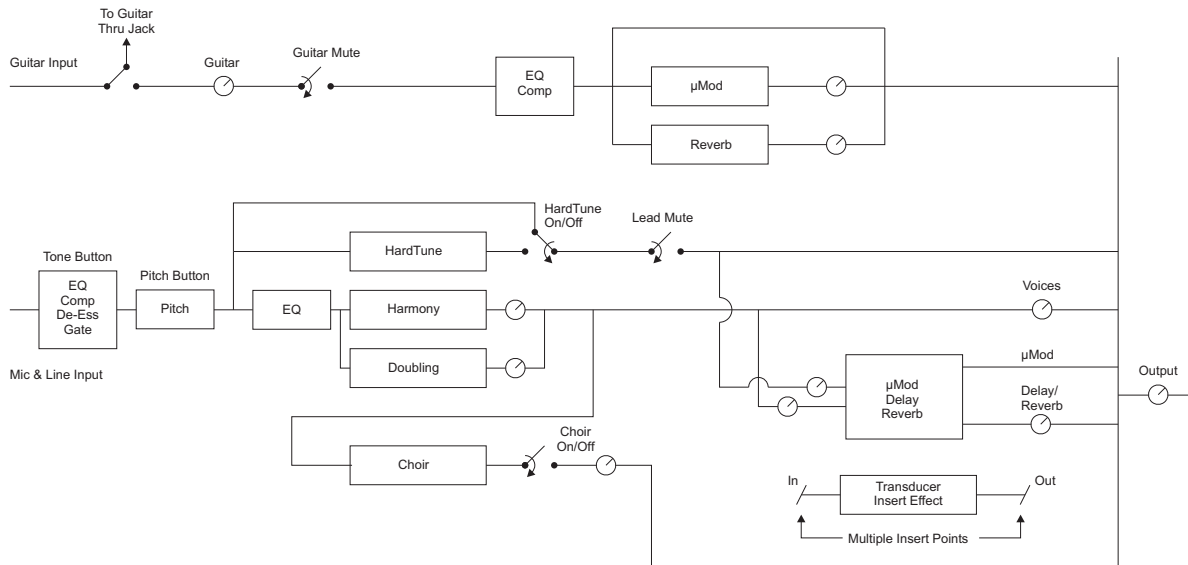 To Guitar
Thru Jack
Guitar Input
Guitar
Guitar Mute
EQ
Comp
µMod
Reverb
HardTune
On/Off
Lead Mute
HardTune
Tone Button
EQ
Comp
De-Ess
Gate
Pitch Button
Pitch
EQ
Harmony
Doubling
Voices
Mic & Line Input
µMod
Delay
Reverb
µMod
Delay/
Reverb
Output
Choir
Choir
On/Off
In
Transducer
Insert Effect
Out
Multiple Insert Points